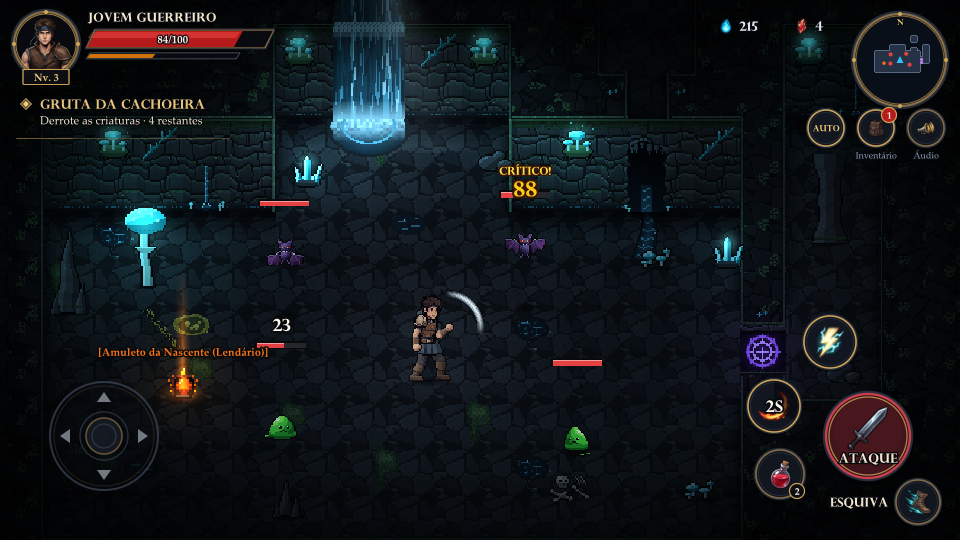 JOVEM GUERREIRO
84/100
Nv. 3
GRUTA DA CACHOEIRA
Derrote as criaturas · 4 restantes
215
4
N
AUTO
1
Inventário
Áudio
CRÍTICO!
88
23
[Amuleto da Nascente (Lendário)]
2S
ATAQUE
2
ESQUIVA